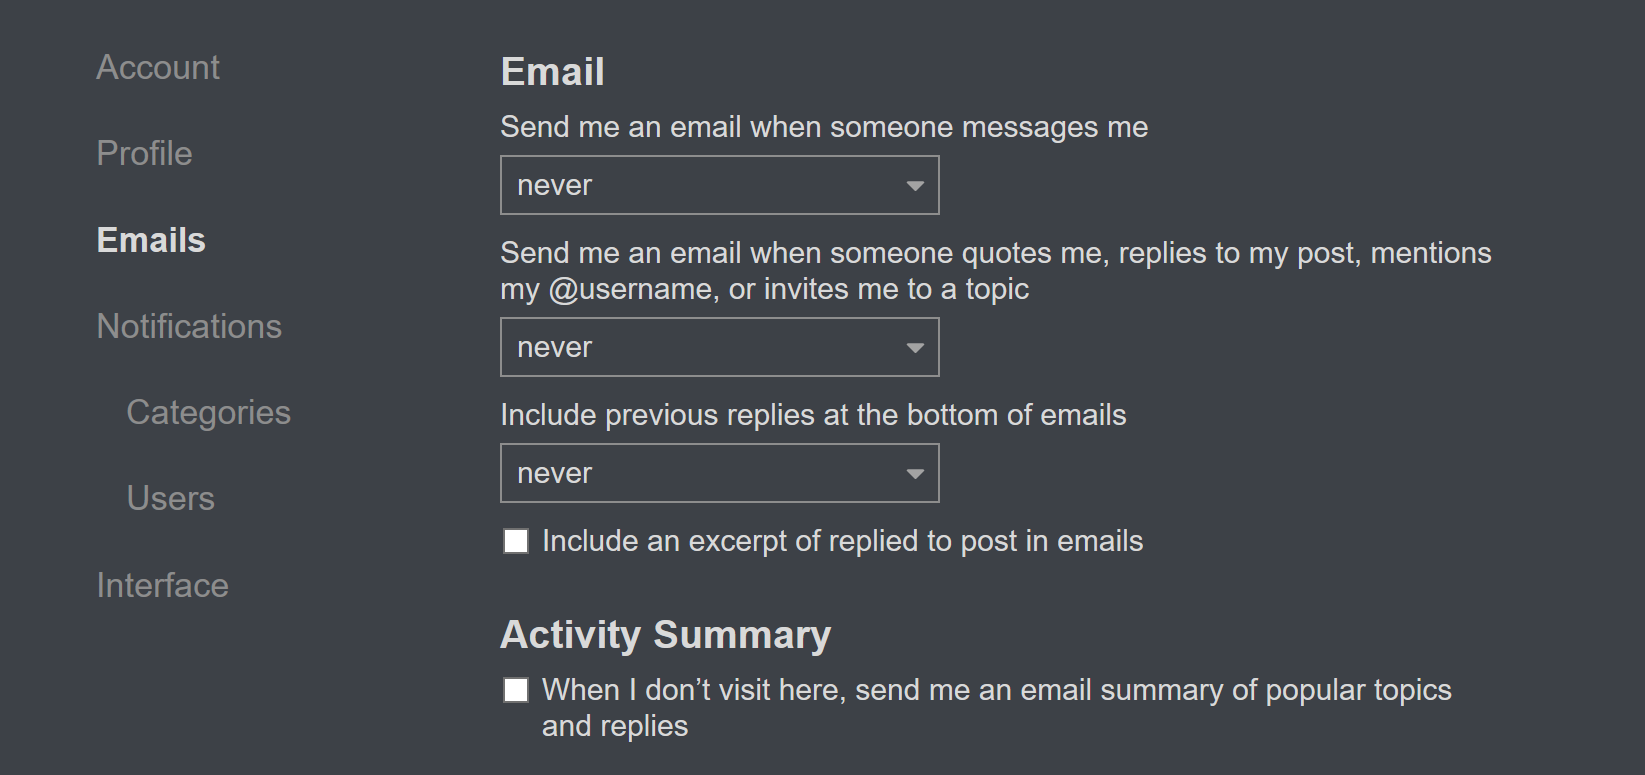 Account
Profile
Emails
Notifications
Categories
Users
Interface
Email
Send me an email when someone messages me
never
Send me an email when someone quotes me, replies to my post, mentions
my @username, or invites me to a topic
never
Include previous replies at the bottom of emails
never
Include an excerpt of replied to post in emails
Activity Summary
When I don’t visit here, send me an email summary of popular topics
and replies